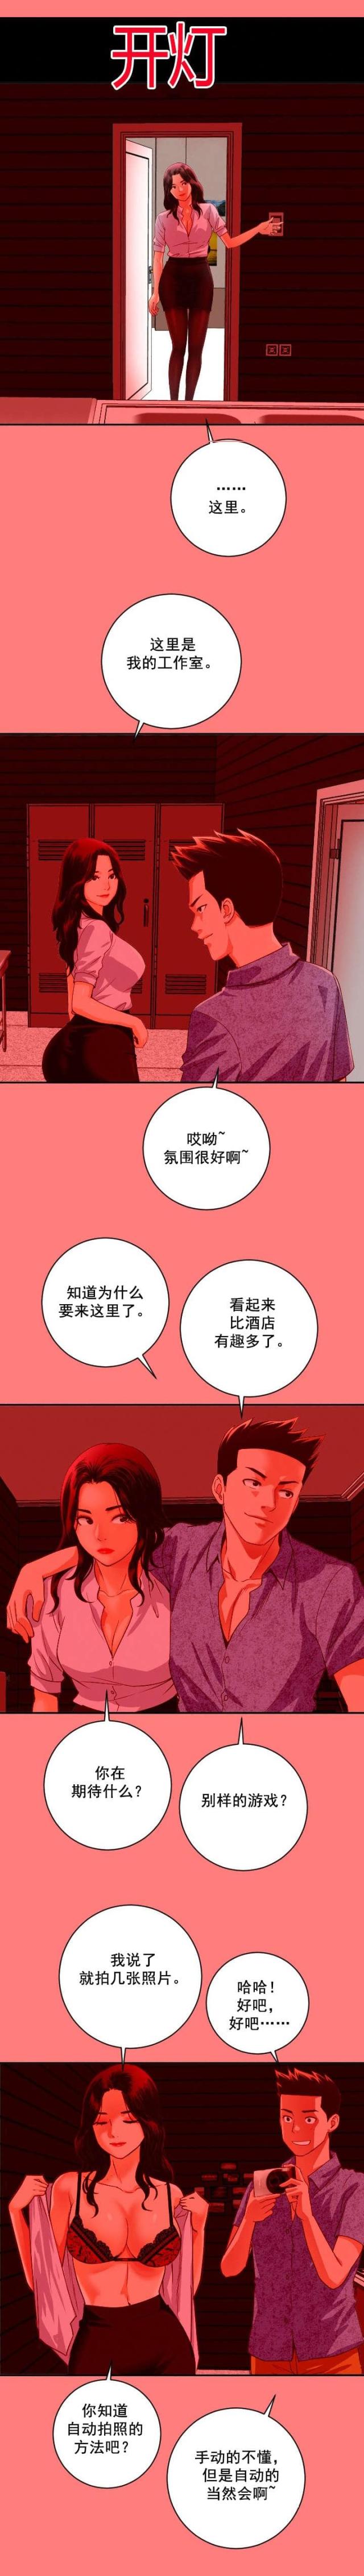 开灯
……
这里。
这里是
我的工作室。
哎呦~
氛围很好啊~
知道为什么
要来这里了。
看起来
比酒店
有趣多了。
你在
期待什么？
别样的游戏？
我说了
就拍几张照片。
哈哈！
好吧，
好吧……
你知道
自动拍照的
方法吧？
手动的不懂，
但是自动的
当然会啊~